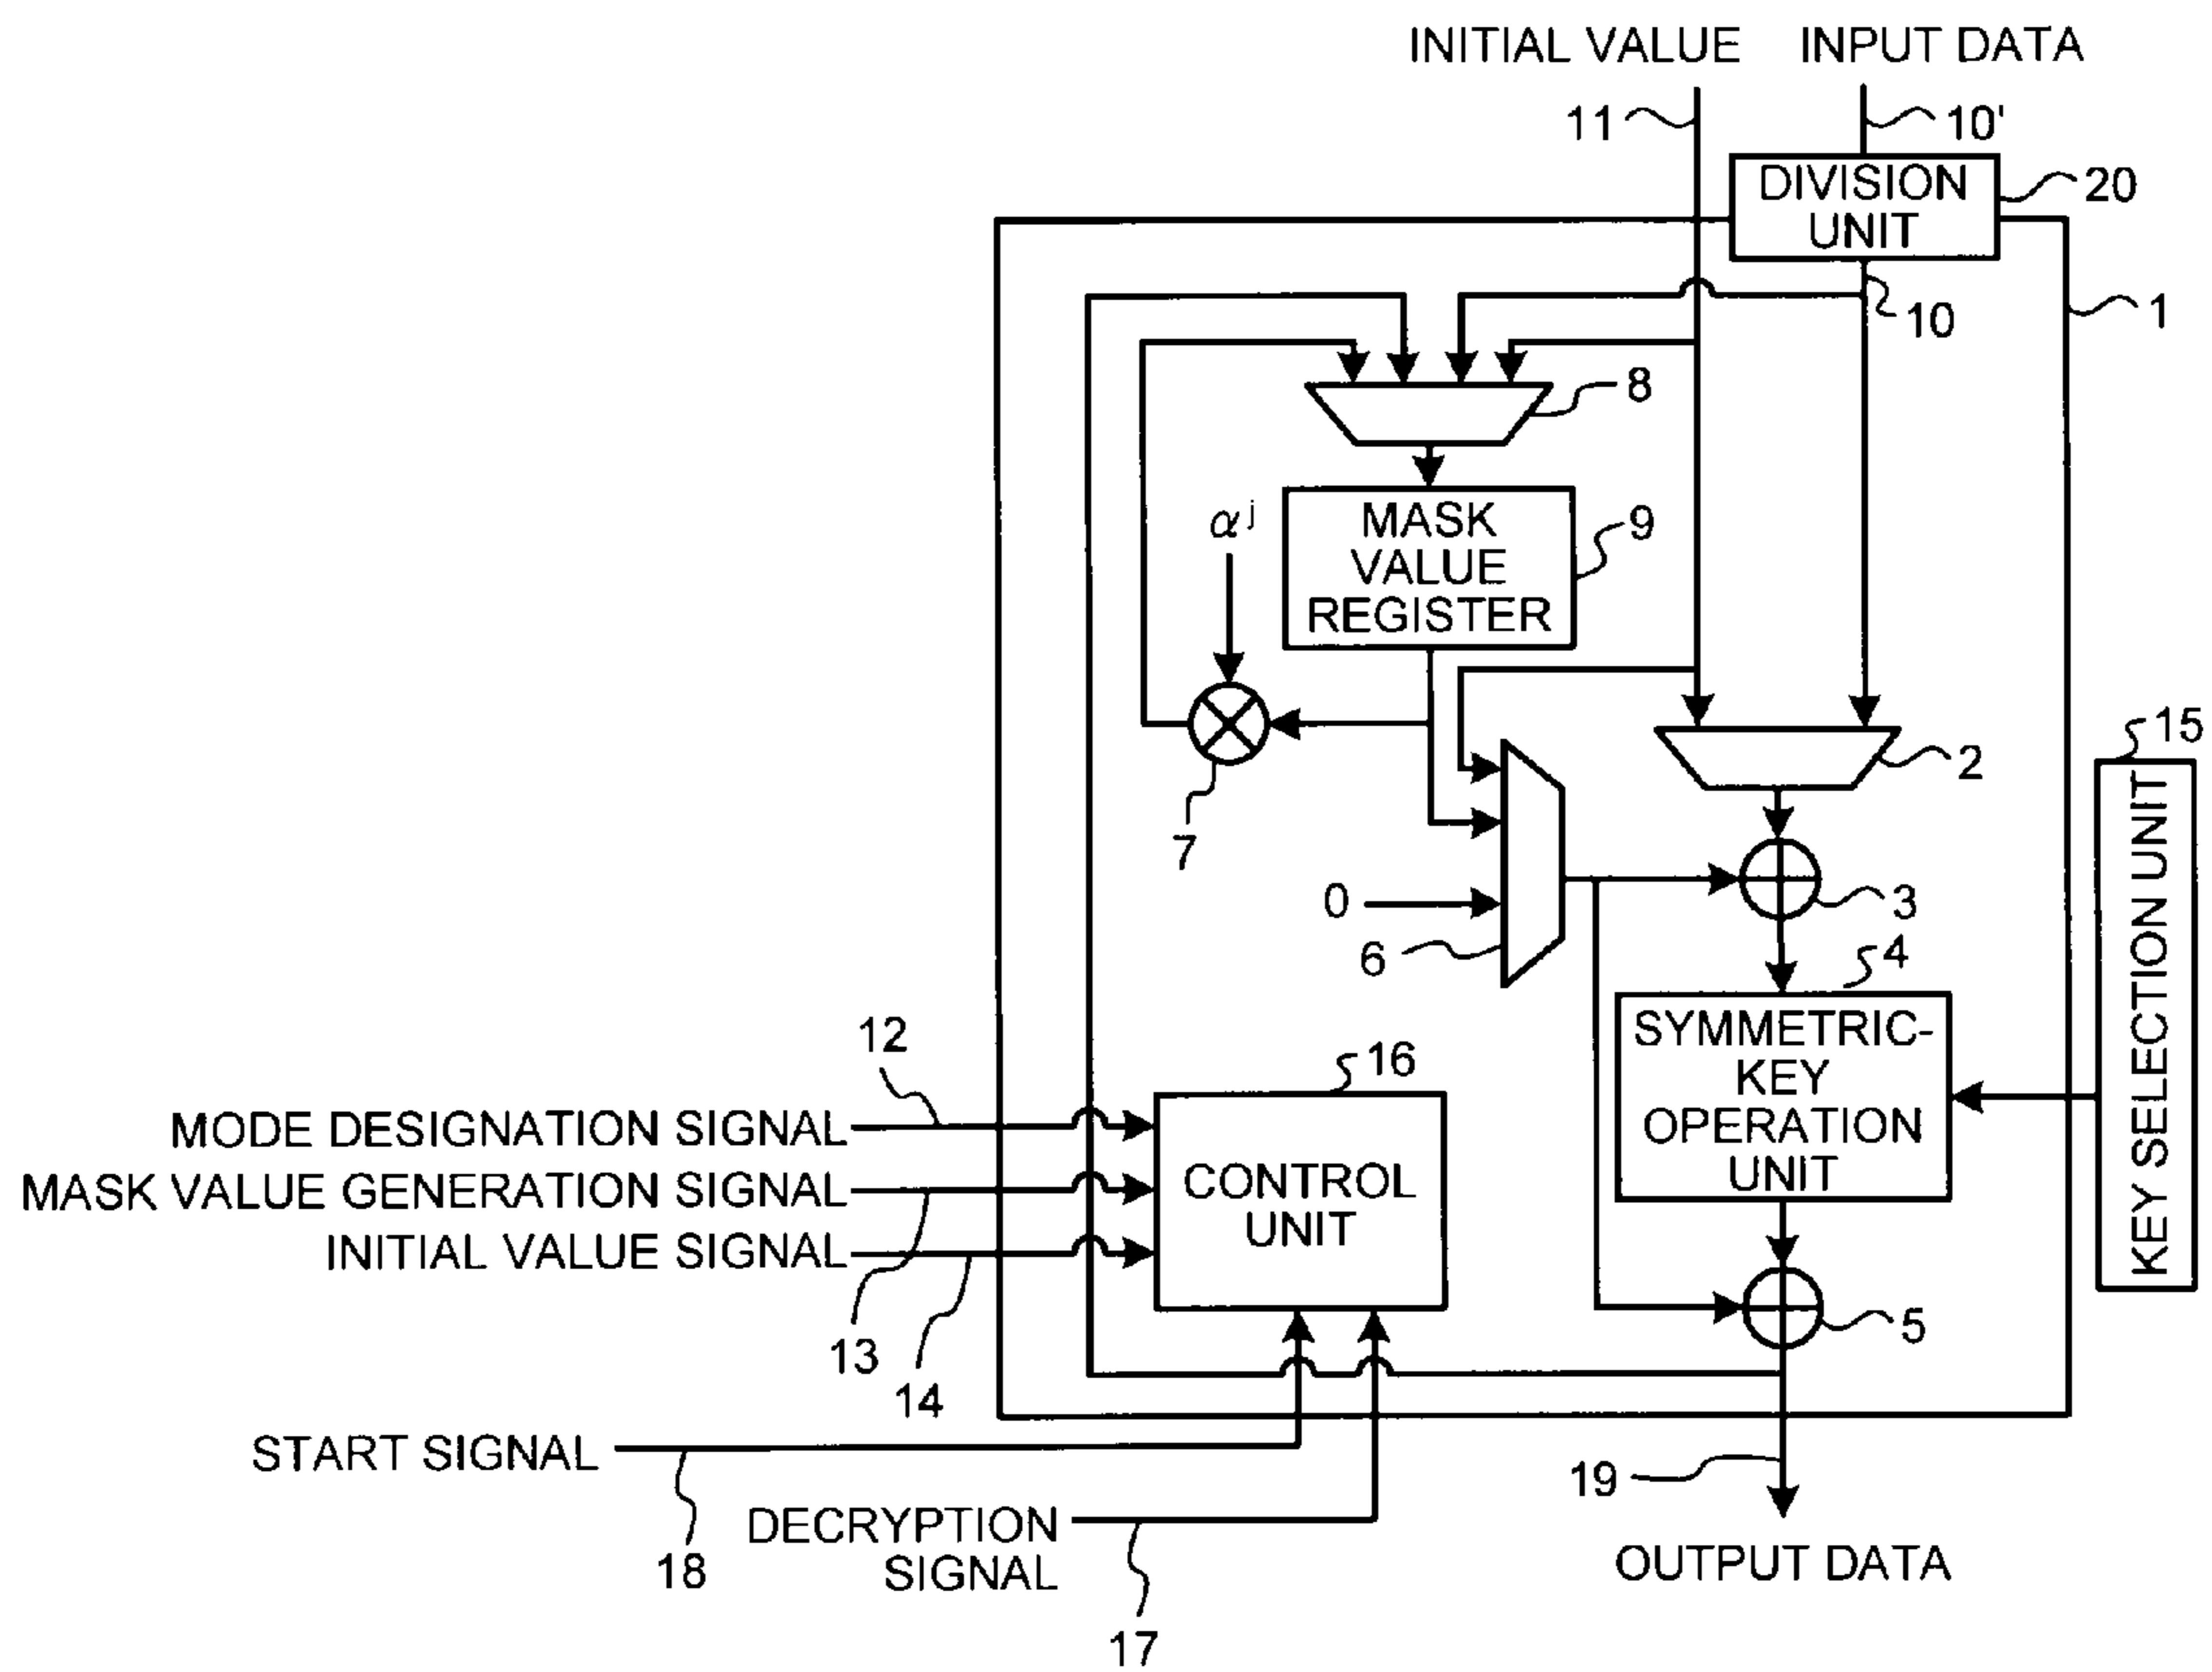 INITIAL VALUE
INPUT DATA
11
10'
DIVISION
UNIT
20
10
1
8
MASK
VALUE
REGISTER
9
α^j
7
15
2
KEY SELECTION UNIT
0
3
6
4
SYMMETRIC-
KEY
OPERATION
UNIT
12
16
MODE DESIGNATION SIGNAL
MASK VALUE GENERATION SIGNAL
INITIAL VALUE SIGNAL
CONTROL
UNIT
13
14
5
START SIGNAL
18
19
DECRYPTION
SIGNAL
17
OUTPUT DATA